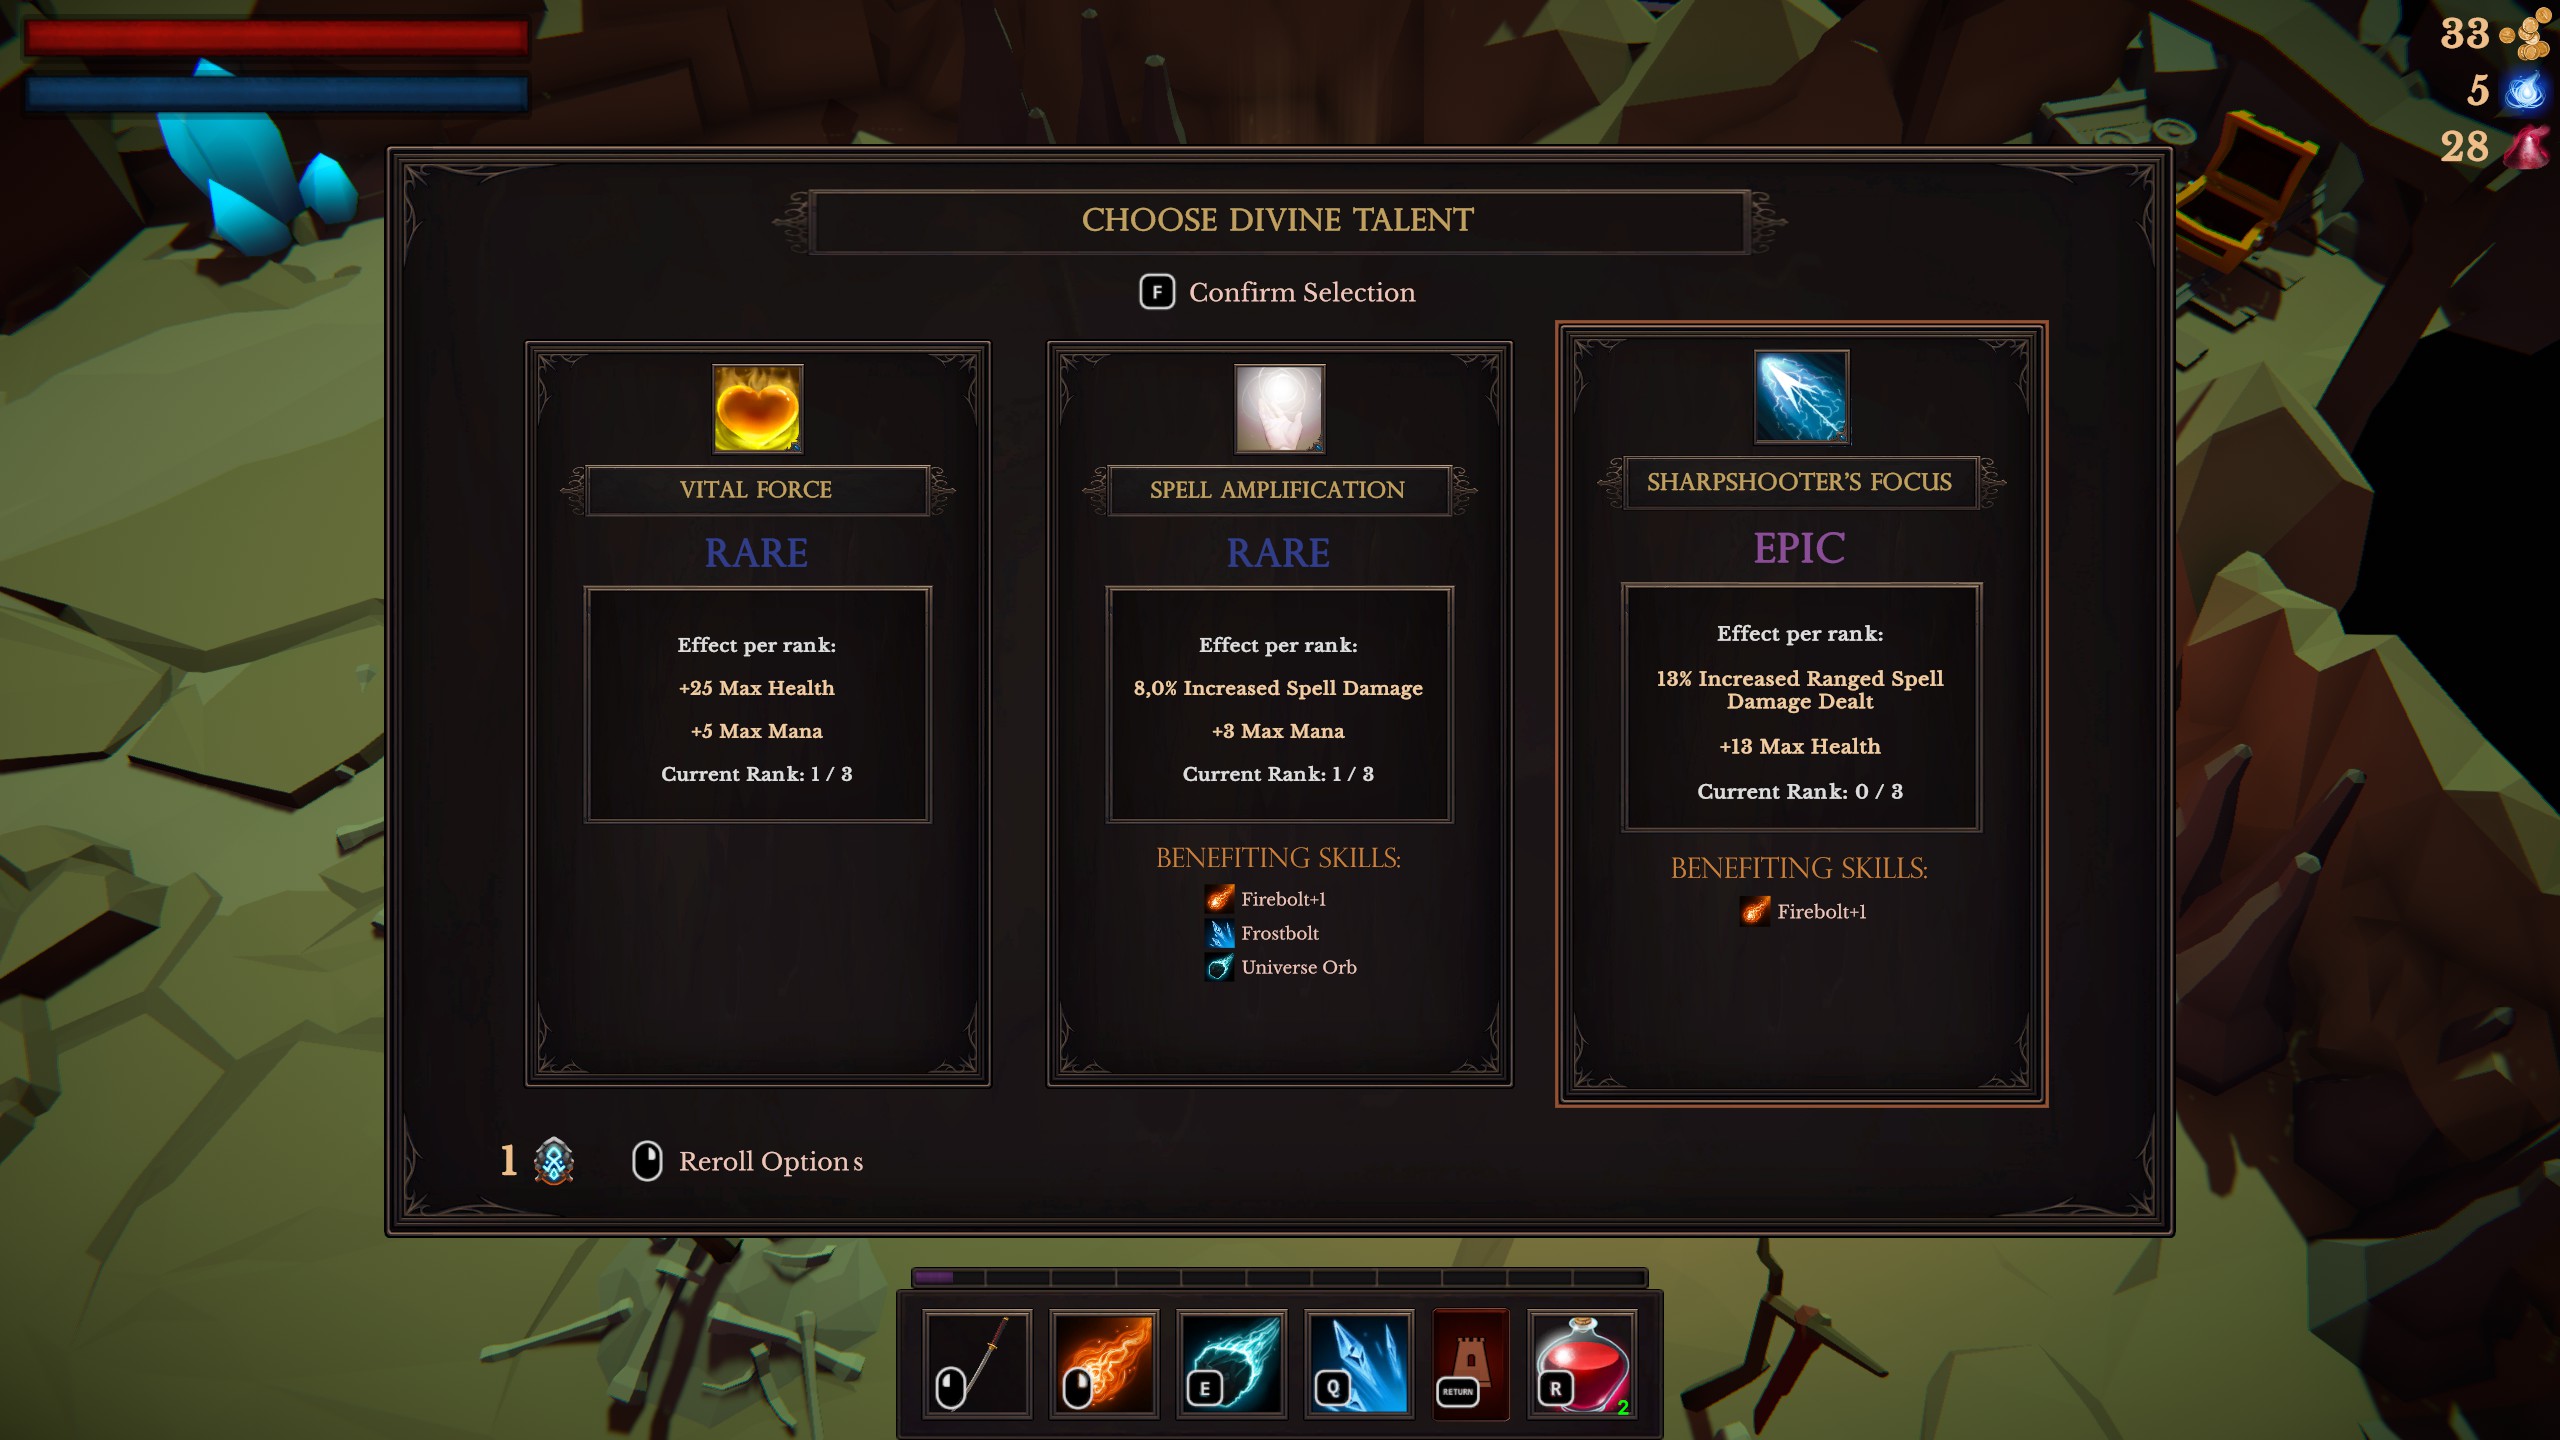 33
5
28
CHOOSE DIVINE TALENT
F Confirm Selection
VITAL FORCE
RARE
Effect per rank:
+25 Max Health
+5 Max Mana
Current Rank: 1 / 3
SPELL AMPLIFICATION
RARE
Effect per rank:
8,0% Increased Spell Damage
+3 Max Mana
Current Rank: 1 / 3
BENEFITING SKILLS:
Firebolt+1
Frostbolt
Universe Orb
SHARPSHOOTER'S FOCUS
EPIC
Effect per rank:
13% Increased Ranged Spell
Damage Dealt
+13 Max Health
Current Rank: 0 / 3
BENEFITING SKILLS:
Firebolt+1
1
Reroll Options
E
Q
RETURN
R
2